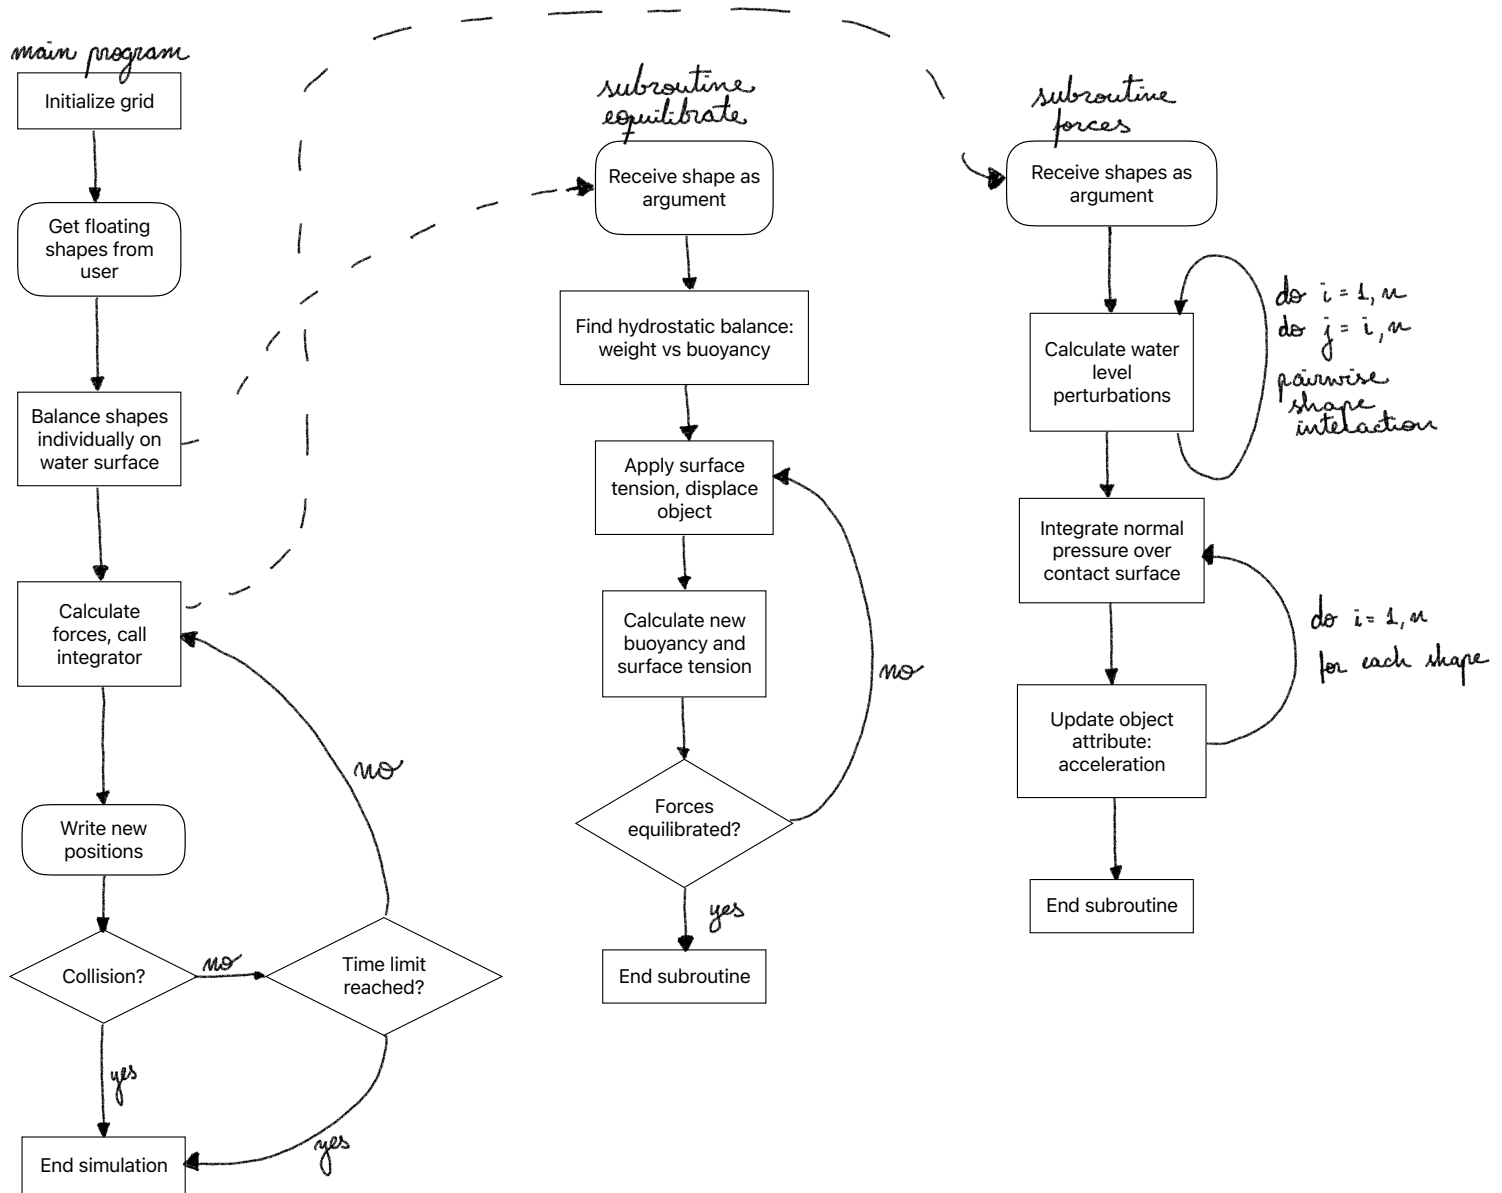 main program
Initialize grid
Get floating
shapes from
user
Balance shapes
individually on
water surface
Calculate
forces, call
integrator
no
Write new
positions
Collision?
no
Time limit
reached?
yes
yes
End simulation
subroutine
equilibrate
Receive shape as
argument
Find hydrostatic balance:
weight vs buoyancy
Apply surface
tension, displace
object
Calculate new
buoyancy and
surface tension
no
Forces
equilibrated?
yes
End subroutine
subroutine
forces
Receive shapes as
argument
Calculate water
level
perturbations
do i = 1, n
do j = i, n
pairwise
shape
interaction
Integrate normal
pressure over
contact surface
do i = 1, n
for each shape
Update object
attribute:
acceleration
End subroutine